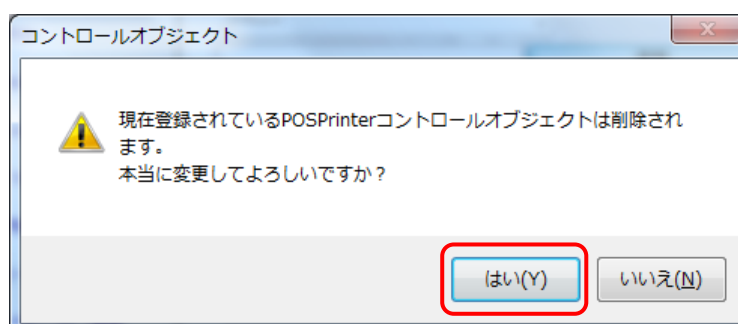 コントロールオブジェクト
現在登録されているPOSPrinterコントロールオブジェクトは削除され
ます。
本当に変更してよろしいですか？
はい(Y)
いいえ(N)